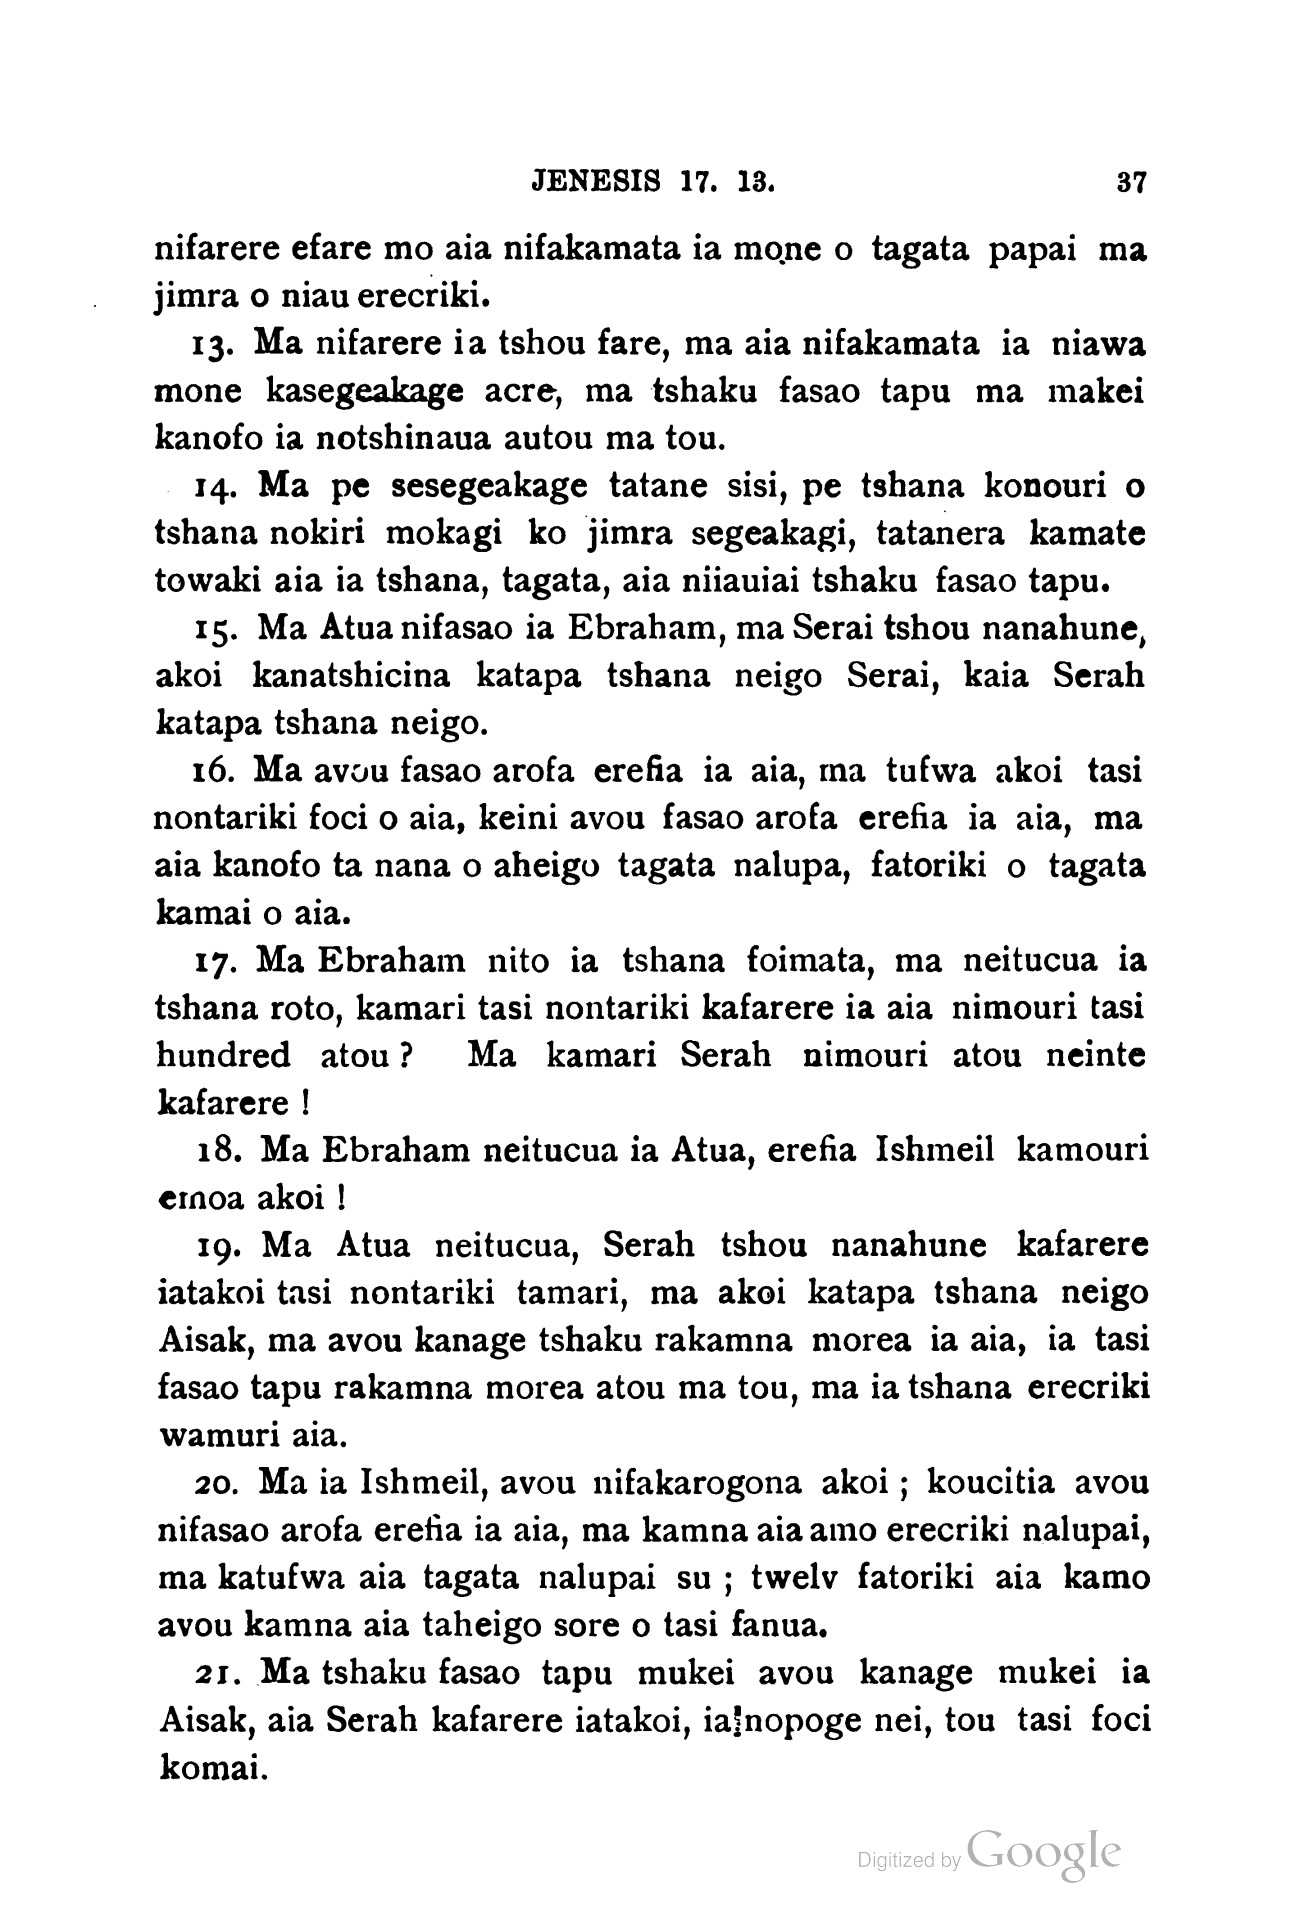 JENESIS 17. 13. 37
nifarere efare mo aia nifakamata ia mone o tagata papai ma
jimra o niau erecriki.
13. Ma nifarere ia tshou fare, ma aia nifakamata ia niawa
mone kasegeakage acre, ma tshaku fasao tapu ma makei
kanofo ia notshinaua autou ma tou.
14. Ma pe sesegeakage tatane sisi, pe tshana konouri o
tshana nokiri mokagi ko jimra segeakagi, tatanera kamate
towaki aia ia tshana, tagata, aia niiauiai tshaku fasao tapu.
15. Ma Atua nifasao ia Ebraham, ma Serai tshou nanahune,
akoi kanatshicina katapa tshana neigo Serai, kaia Serah
katapa tshana neigo.
16. Ma avou fasao arofa erefia ia aia, ma tufwa akoi tasi
nontariki foci o aia, keini avou fasao arofa erefia ia aia, ma
aia kanofo ta nana o aheigo tagata nalupa, fatoriki o tagata
kamai o aia.
17. Ma Ebraham nito ia tshana foimata, ma neitucua ia
tshana roto, kamari tasi nontariki kafarere ia aia nimouri tasi
hundred atou ? Ma kamari Serah nimouri atou neinte
kafarere !
18. Ma Ebraham neitucua ia Atua, erefia Ishmeil kamouri
emoa akoi !
19. Ma Atua neitucua, Serah tshou nanahune kafarere
iatakoi tasi nontariki tamari, ma akoi katapa tshana neigo
Aisak, ma avou kanage tshaku rakamna morea ia aia, ia tasi
fasao tapu rakamna morea atou ma tou, ma ia tshana erecriki
wamuri aia.
20. Ma ia Ishmeil, avou nifakarogona akoi ; koucitia avou
nifasao arofa erefia ia aia, ma kamna aia amo erecriki nalupai,
ma katufwa aia tagata nalupai su ; twelv fatoriki aia kamo
avou kamna aia taheigo sore o tasi fanua.
21. Ma tshaku fasao tapu mukei avou kanage mukei ia
Aisak, aia Serah kafarere iatakoi, ia nopoge nei, tou tasi foci
komai.
Digitized by Google